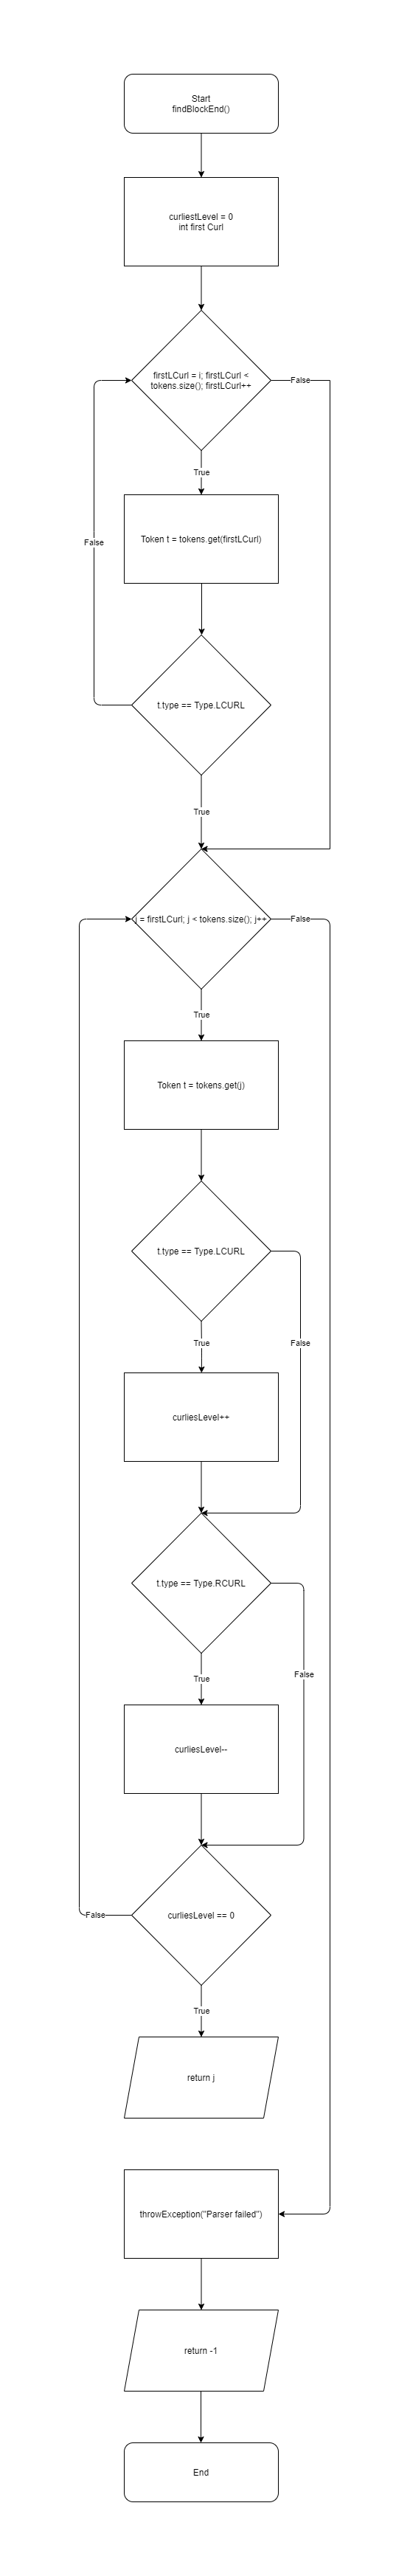 Start
findBlockEnd()
curliestLevel = 0
int first Curl
firstLCurl = i; firstLCurl <
tokens.size(); firstLCurl++
False
True
False
Token t = tokens.get(firstLCurl)
t.type == Type.LCURL
True
j = firstLCurl; j < tokens.size(); j++
False
True
Token t = tokens.get(j)
t.type == Type.LCURL
True
False
curliesLevel++
t.type == Type.RCURL
False
True
curliesLevel--
curliesLevel == 0
False
True
return j
throwException("Parser failed")
return -1
End